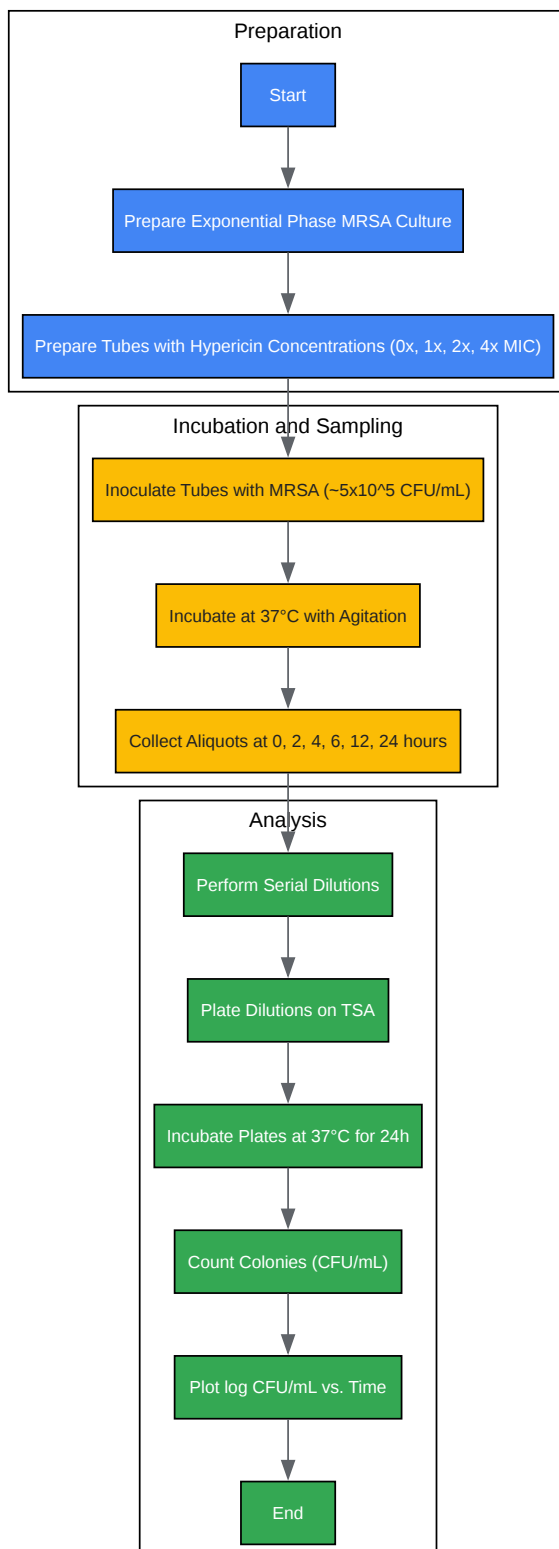 Preparation
Start
Prepare Exponential Phase MRSA Culture
Prepare Tubes with Hypericin Concentrations (0x, 1x, 2x, 4x MIC)
Incubation and Sampling
Inoculate Tubes with MRSA (~5x10^5 CFU/mL)
Incubate at 37°C with Agitation
Collect Aliquots at 0, 2, 4, 6, 12, 24 hours
Analysis
Perform Serial Dilutions
Plate Dilutions on TSA
Incubate Plates at 37°C for 24h
Count Colonies (CFU/mL)
Plot log CFU/mL vs. Time
End